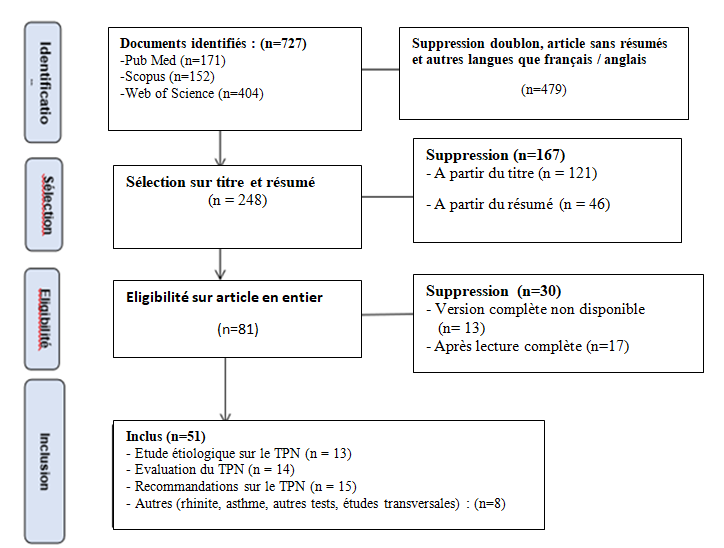 Identificatio
Documents identifiés : (n=727)
-Pub Med (n=171)
-Scopus (n=152)
-Web of Science (n=404)
Suppression doublon, article sans résumés
et autres langues que français / anglais
(n=479)
Sélection
Sélection sur titre et résumé
(n = 248)
Suppression (n=167)
- A partir du titre (n = 121)
- A partir du résumé (n = 46)
Eligibilité
Eligibilité sur article en entier
(n=81)
Suppression (n=30)
- Version complète non disponible
(n= 13)
- Après lecture complète (n=17)
Inclusion
Inclus (n=51)
- Etude étiologique sur le TPN (n = 13)
- Evaluation du TPN (n = 14)
- Recommandations sur le TPN (n = 15)
- Autres (rhinite, asthme, autres tests, études transversales) : (n=8)